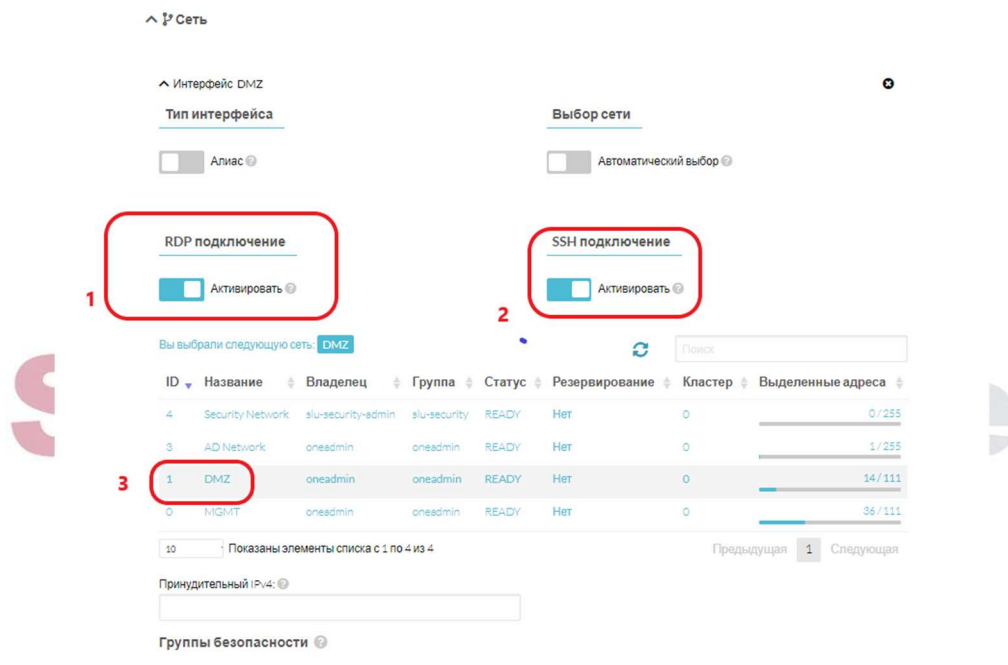 Сеть
Интерфейс DMZ
Тип интерфейса Выбор сети
Алиас Автоматический выбор
RDP подключение SSH подключение
1 Активировать Активировать
2
Вы выбрали следующую сеть: DMZ Поиск
ID Название Владелец Группа Статус Резервирование Кластер Выделенные адреса
4 Security Network slu-security-admin slu-security READY Нет 0 0/255
3 AD Network oneadmin oneadmin READY Нет 0 1/255
3 1 DMZ oneadmin oneadmin READY Нет 0 14/111
0 MGMT oneadmin oneadmin READY Нет 0 36/111
10 Показаны элементы списка с 1 по 4 из 4 Предыдущая 1 Следующая
Принудительный IPv4:
Группы безопасности